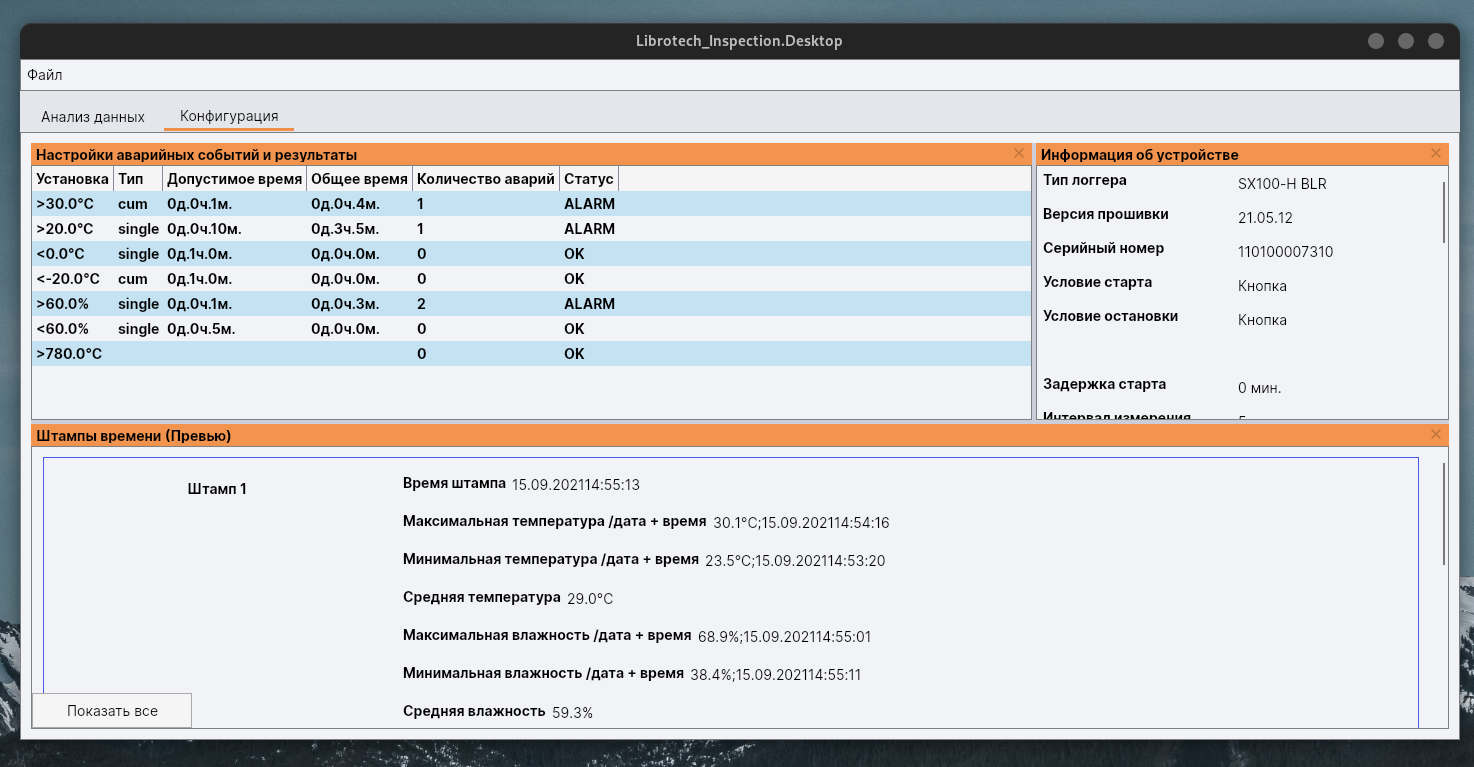 Librotech_Inspection.Desktop
Файл
Анализ данных Конфигурация
Настройки аварийных событий и результаты
Установка Тип Допустимое время Общее время Количество аварий Статус
>30.0°C cum 0д.0ч.1м. 0д.0ч.4м. 1 ALARM
>20.0°C single 0д.0ч.10м. 0д.3ч.5м. 1 ALARM
<0.0°C single 0д.1ч.0м. 0д.0ч.0м. 0 OK
<-20.0°C cum 0д.1ч.0м. 0д.0ч.0м. 0 OK
>60.0% single 0д.0ч.1м. 0д.0ч.3м. 2 ALARM
<60.0% single 0д.0ч.5м. 0д.0ч.0м. 0 OK
>780.0°C 0 OK
Информация об устройстве
Тип логгера SX100-H BLR
Версия прошивки 21.05.12
Серийный номер 110100007310
Условие старта Кнопка
Условие остановки Кнопка
Задержка старта 0 мин.
Интервал измерения
Штампы времени (Превью)
Штамп 1
Время штампа 15.09.202114:55:13
Максимальная температура /дата + время 30.1°C;15.09.202114:54:16
Минимальная температура /дата + время 23.5°C;15.09.202114:53:20
Средняя температура 29.0°C
Максимальная влажность /дата + время 68.9%;15.09.202114:55:01
Минимальная влажность /дата + время 38.4%;15.09.202114:55:11
Средняя влажность 59.3%
Показать все